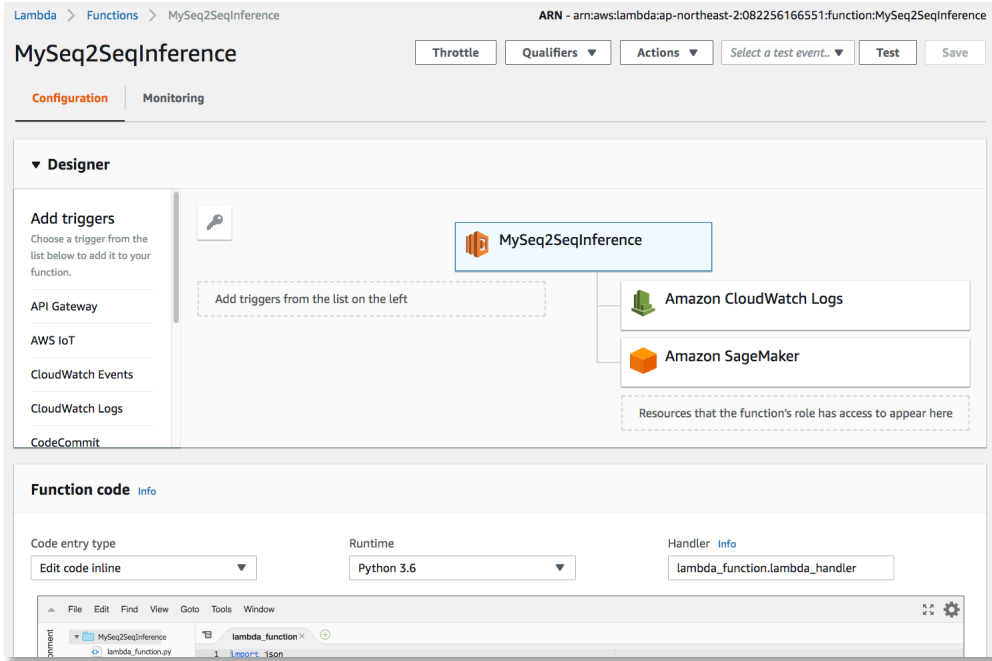 Lambda > Functions > MySeq2SeqInference
ARN - arn:aws:lambda:ap-northeast-2:082256166551:function:MySeq2SeqInference
MySeq2SeqInference
Throttle
Qualifiers
Actions
Select a test event..
Test
Save
Configuration
Monitoring
Designer
Add triggers
Choose a trigger from the
list below to add it to your
function.
API Gateway
AWS IoT
CloudWatch Events
CloudWatch Logs
CodeCommit
MySeq2SeqInference
Add triggers from the list on the left
Amazon CloudWatch Logs
Amazon SageMaker
Resources that the function's role has access to appear here
Function code Info
Code entry type
Edit code inline
Runtime
Python 3.6
Handler Info
lambda_function.lambda_handler
File Edit Find View Goto Tools Window
MySeq2SeqInference
lambda_function.py
lambda_function ×
1 import json